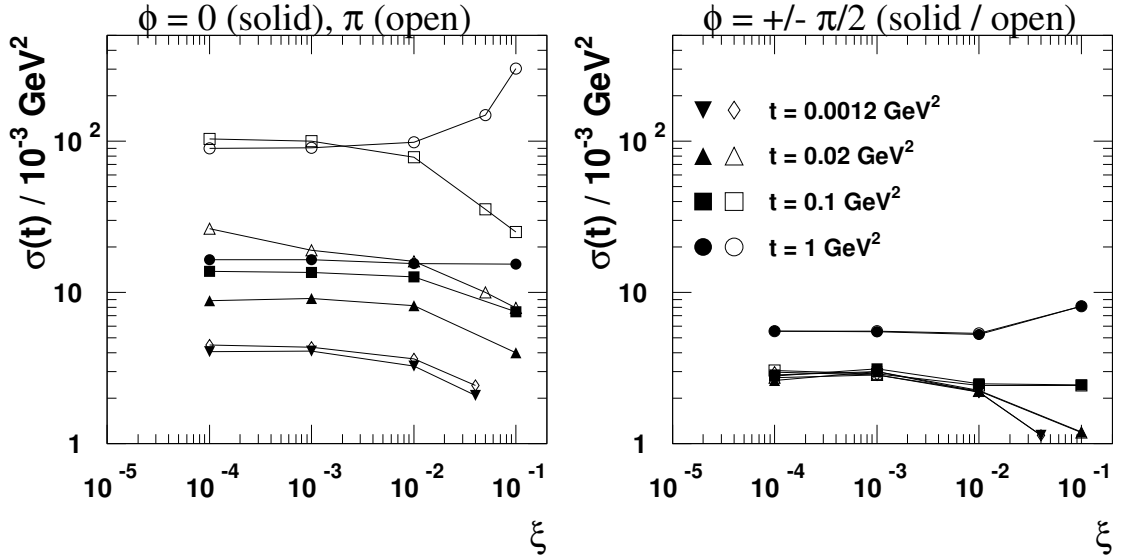 ϕ = 0 (solid), π (open)
σ(t) / 10⁻³ GeV²
10²
10
1
10⁻⁵ 10⁻⁴ 10⁻³ 10⁻² 10⁻¹
ξ
ϕ = +/- π/2 (solid / open)
σ(t) / 10⁻³ GeV²
t = 0.0012 GeV²
t = 0.02 GeV²
t = 0.1 GeV²
t = 1 GeV²
10²
10
1
10⁻⁵ 10⁻⁴ 10⁻³ 10⁻² 10⁻¹
ξ